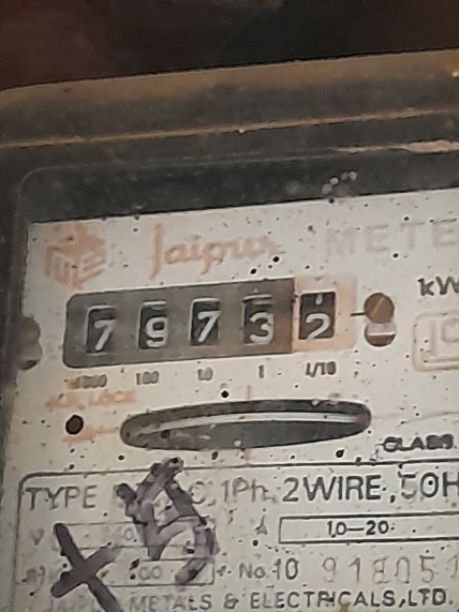 Jaipur METE
kW
7 9 7 3 2
1000 100 10 1 1/10
CLASS
TYPE 1Ph, 2WIRE, 50H
10-20
No. 10 918051
METALS & ELECTRICALS, LTD.